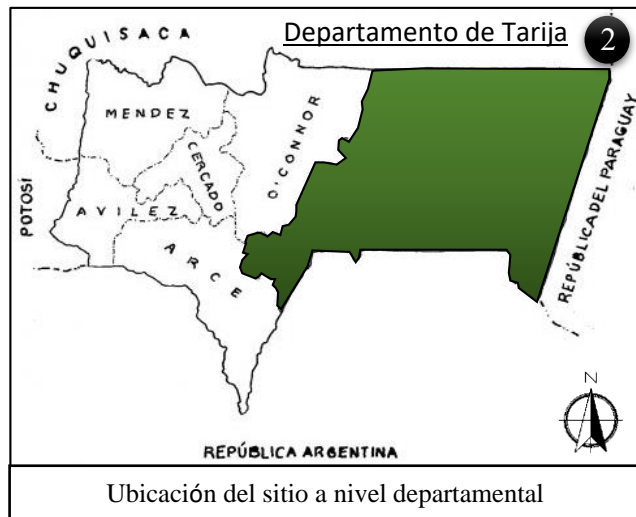 Departamento de Tarija
2
CHUQUISACA
MENDEZ
CERCADO
O'CONNOR
POTOSÍ
AVILEZ
ARCE
REPÚBLICA DEL PARAGUAY
N
REPÚBLICA ARGENTINA
Ubicación del sitio a nivel departamental